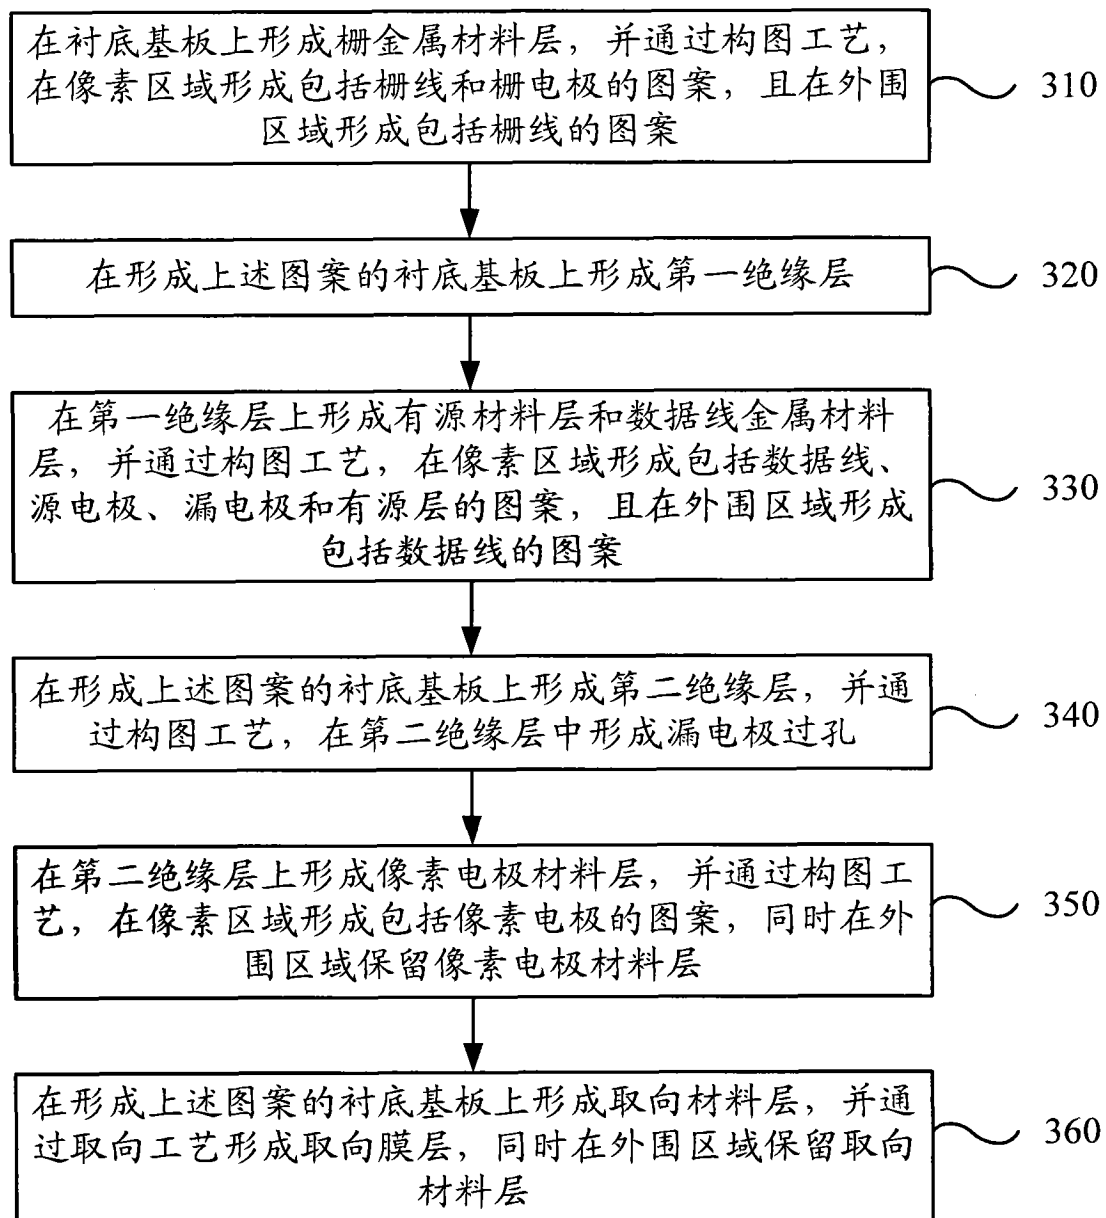 在衬底基板上形成栅金属材料层，并通过构图工艺，
在像素区域形成包括栅线和栅电极的图案，且在外围
区域形成包括栅线的图案
310
在形成上述图案的衬底基板上形成第一绝缘层
320
在第一绝缘层上形成有源材料层和数据线金属材料
层，并通过构图工艺，在像素区域形成包括数据线、
源电极、漏电极和有源层的图案，且在外围区域形成
包括数据线的图案
330
在形成上述图案的衬底基板上形成第二绝缘层，并通
过构图工艺，在第二绝缘层中形成漏电极过孔
340
在第二绝缘层上形成像素电极材料层，并通过构图工
艺，在像素区域形成包括像素电极的图案，同时在外
围区域保留像素电极材料层
350
在形成上述图案的衬底基板上形成取向材料层，并通
过取向工艺形成取向膜层，同时在外围区域保留取向
材料层
360